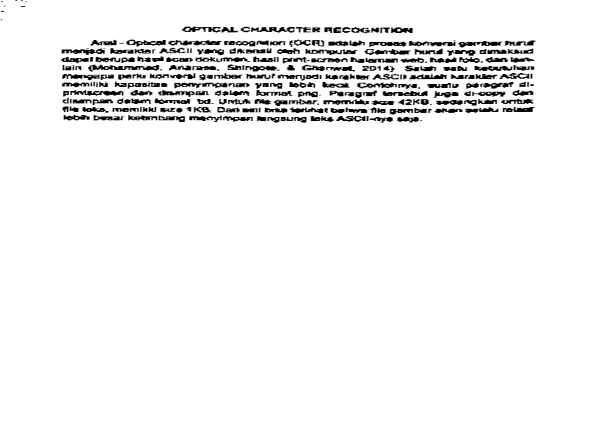 OPTICAL CHARACTER RECOGNITION
Arial - Optical character recognition (OCR) adalah proses konversi gambar huruf
menjadi karakter ASCII yang dikenali oleh komputer. Gambar huruf yang dimaksud
dapat berupa hasil scan dokumen, hasil print-screen halaman web, hasil foto, dan lain-
lain (Mohammad, Anarase, Shingote, & Ghanwat, 2014). Salah satu kebutuhan
mengapa perlu konversi gambar huruf menjadi karakter ASCII adalah karakter ASCII
memiliki kapasitas penyimpanan yang lebih kecil. Contohnya, suatu paragraf di-
printscreen dan disimpan dalam format png. Paragraf tersebut juga di-copy dan
disimpan dalam format .txt. Untuk file gambar, memiliki size 42KB, sedangkan untuk
file teks, memiliki size 1KB. Dari sini bisa terlihat bahwa file gambar akan selalu relatif
lebih besar ketimbang menyimpan langsung teks ASCII-nya saja.